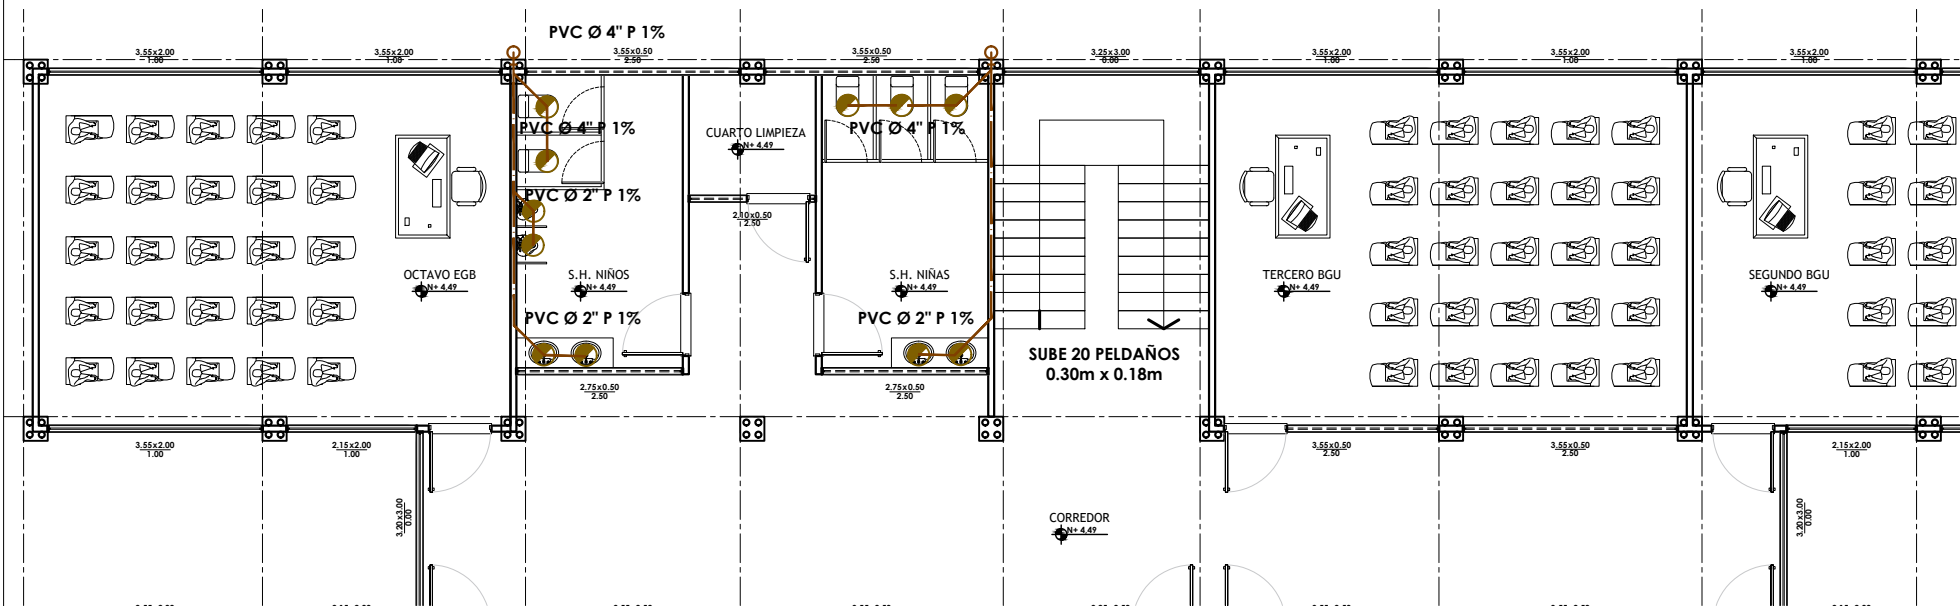 PVC Ø 4" P 1%
3.55x2.00
1.00
3.55x2.00
1.00
3.55x0.50
2.50
3.55x0.50
2.50
3.25x3.00
0.00
3.55x2.00
1.00
3.55x2.00
1.00
3.55x2.00
1.00
PVC Ø 4" P 1%
CUARTO LIMPIEZA
N+ 4,49
PVC Ø 4" P 1%
PVC Ø 2" P 1%
2.10x0.50
2.50
OCTAVO EGB
N+ 4,49
S.H. NIÑOS
N+ 4,49
S.H. NIÑAS
N+ 4,49
TERCERO BGU
N+ 4,49
SEGUNDO BGU
N+ 4,49
PVC Ø 2" P 1%
PVC Ø 2" P 1%
SUBE 20 PELDAÑOS
0.30m x 0.18m
2.75x0.50
2.50
2.75x0.50
2.50
3.55x2.00
1.00
2.15x2.00
1.00
3.55x0.50
2.50
3.55x0.50
2.50
2.15x2.00
1.00
3.20x3.00
0.00
CORREDOR
N+ 4,49
3.20x3.00
0.00